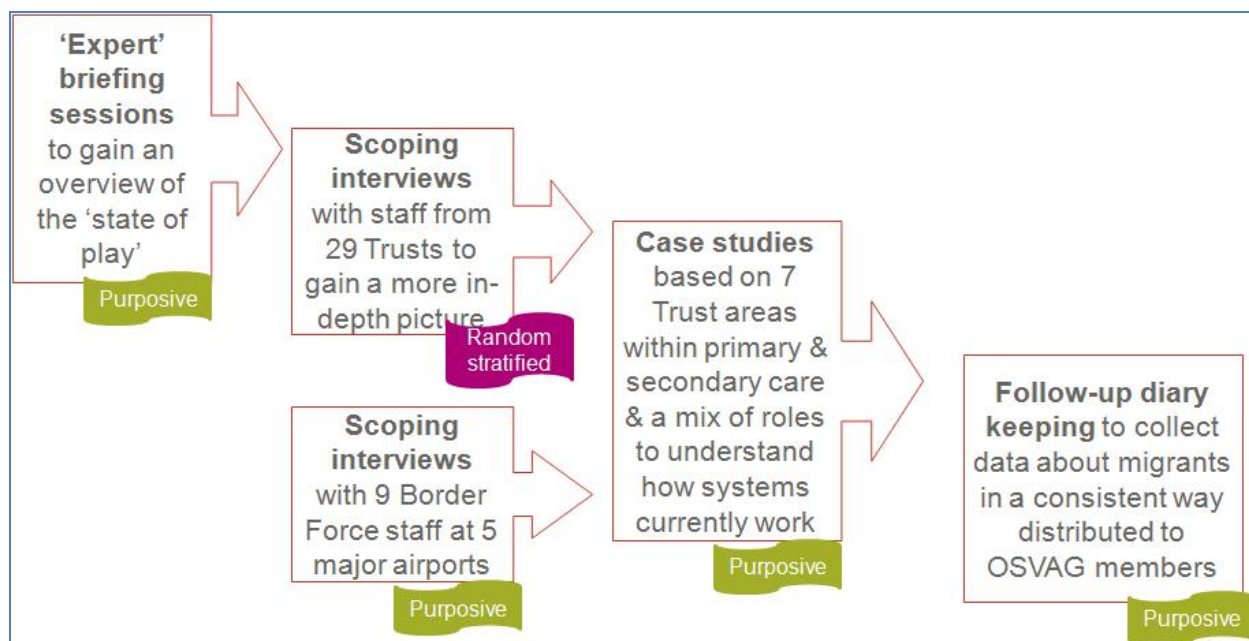 ‘Expert’
briefing
sessions
to gain an
overview of
the ‘state of
play’
Purposive
Scoping
interviews
with staff from
29 Trusts to
gain a more in-
depth picture
Random
stratified
Scoping
interviews
with 9 Border
Force staff at 5
major airports
Purposive
Case studies
based on 7
Trust areas
within primary &
secondary care
& a mix of roles
to understand
how systems
currently work
Purposive
Follow-up diary
keeping to collect
data about migrants
in a consistent way
distributed to
OSVAG members
Purposive